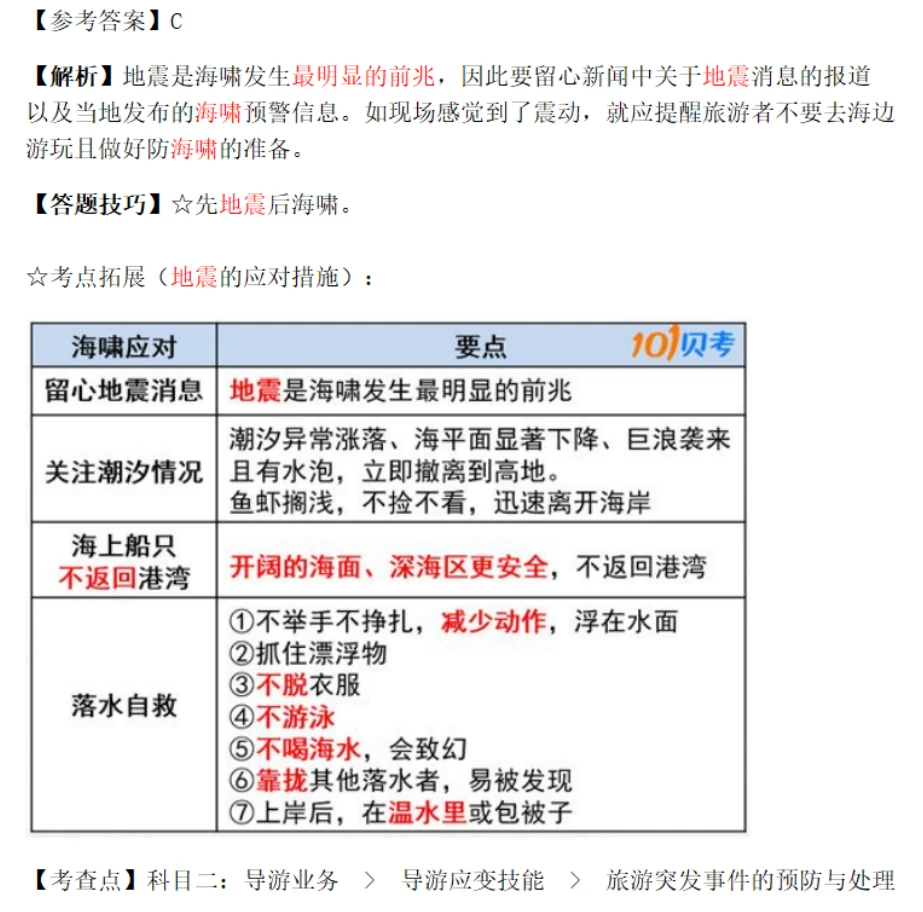 【参考答案】C
【解析】地震是海啸发生最明显的前兆，因此要留心新闻中关于地震消息的报道
以及当地发布的海啸预警信息。如现场感觉到了震动，就应提醒旅游者不要去海边
游玩且做好防海啸的准备。
【答题技巧】☆先地震后海啸。
☆考点拓展（地震的应对措施）：
海啸应对
要点
101贝考
留心地震消息
地震是海啸发生最明显的前兆
关注潮汐情况
潮汐异常涨落、海平面显著下降、巨浪袭来
且有水泡，立即撤离到高地。
鱼虾搁浅，不捡不看，迅速离开海岸
海上船只
不返回港湾
开阔的海面、深海区更安全，不返回港湾
落水自救
①不举手不挣扎，减少动作，浮在水面
②抓住漂浮物
③不脱衣服
④不游泳
⑤不喝海水，会致幻
⑥靠拢其他落水者，易被发现
⑦上岸后，在温水里或包被子
【考查点】科目二：导游业务 > 导游应变技能 > 旅游突发事件的预防与处理